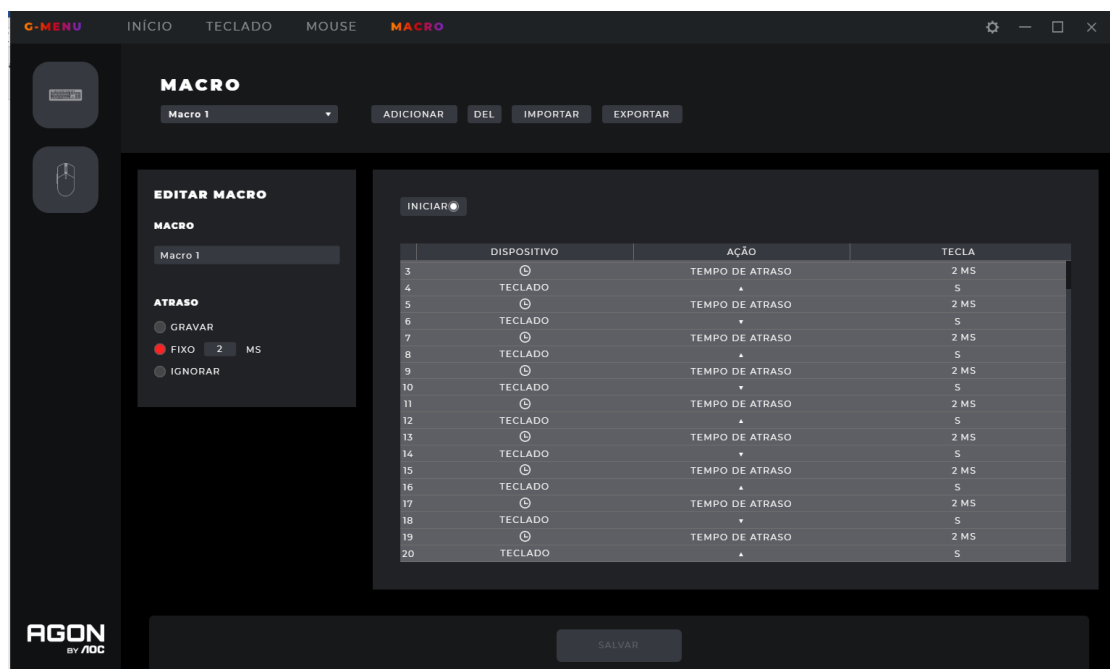 G-MENU INÍCIO TECLADO MOUSE MACRO
MACRO
Macro 1 ADICIONAR DEL IMPORTAR EXPORTAR
EDITAR MACRO
MACRO
Macro 1
ATRASO
GRAVAR
FIXO 2 MS
IGNORAR
INICIAR
DISPOSITIVO AÇÃO TECLA
3 TEMPO DE ATRASO 2 MS
4 TECLADO ▲ S
5 TEMPO DE ATRASO 2 MS
6 TECLADO ▼ S
7 TEMPO DE ATRASO 2 MS
8 TECLADO ▲ S
9 TEMPO DE ATRASO 2 MS
10 TECLADO ▼ S
11 TEMPO DE ATRASO 2 MS
12 TECLADO ▲ S
13 TEMPO DE ATRASO 2 MS
14 TECLADO ▼ S
15 TEMPO DE ATRASO 2 MS
16 TECLADO ▲ S
17 TEMPO DE ATRASO 2 MS
18 TECLADO ▼ S
19 TEMPO DE ATRASO 2 MS
20 TECLADO ▲ S
AGON
BY AOC
SALVAR